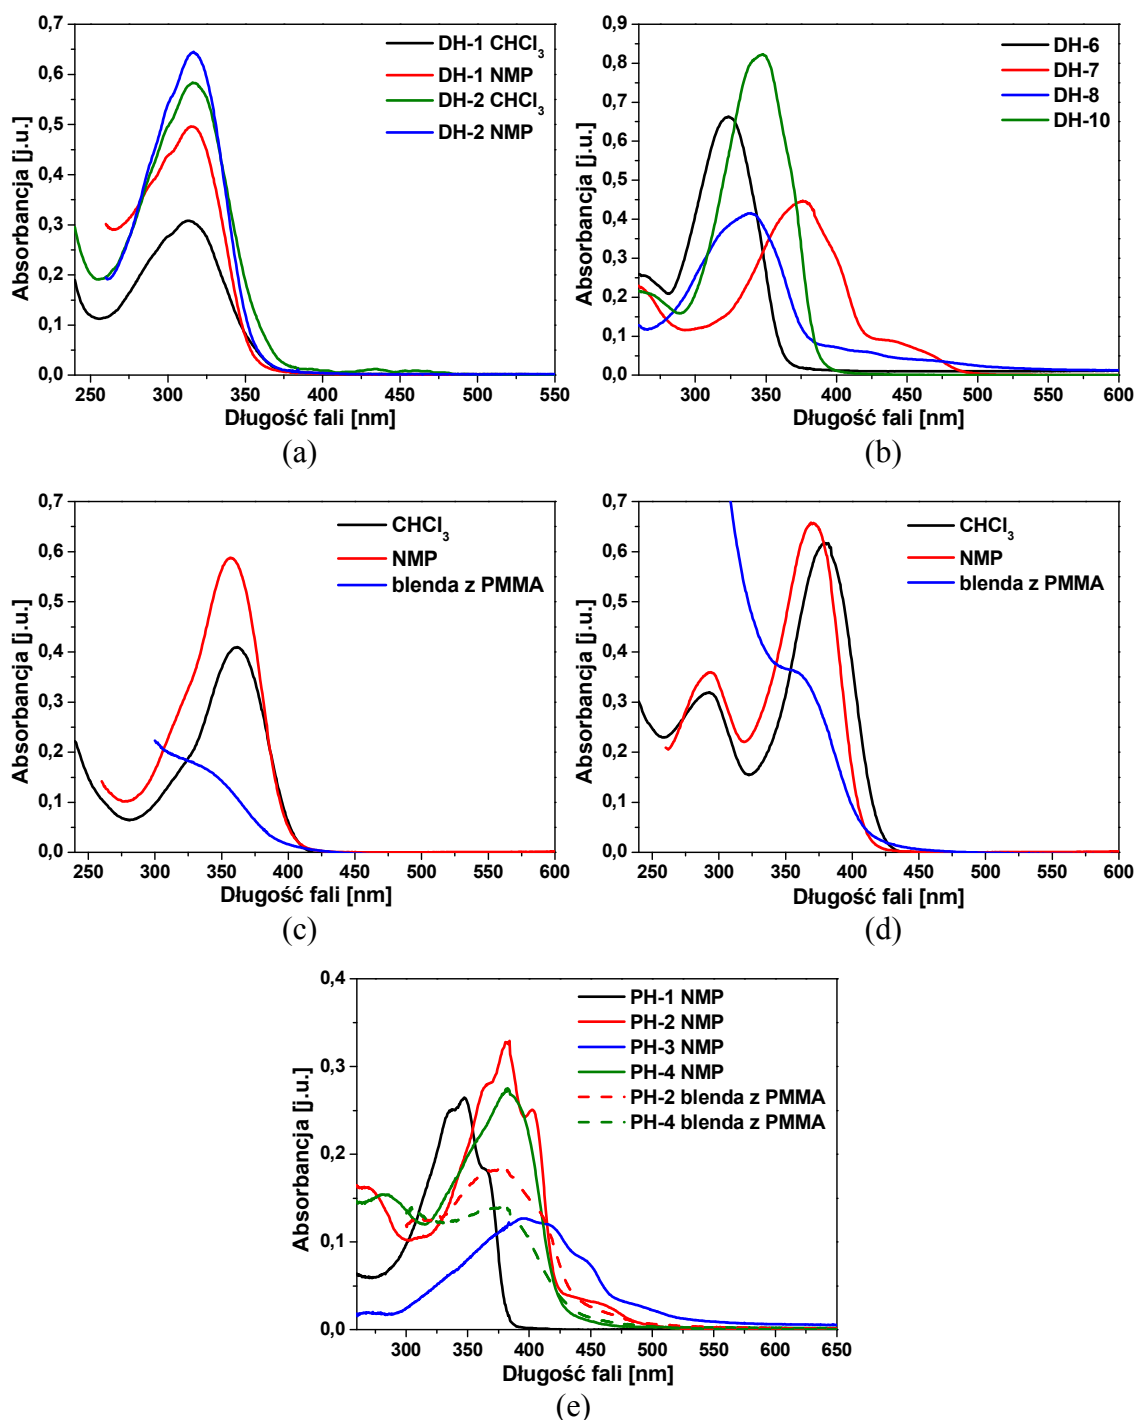 0,7
0,6
0,5
0,4
0,3
0,2
0,1
0,0
Absorbancja [j.u.]
DH-1 CHCl₃
DH-1 NMP
DH-2 CHCl₃
DH-2 NMP
250 300 350 400 450 500 550
Długość fali [nm]
(a)
0,9
0,8
0,7
0,6
0,5
0,4
0,3
0,2
0,1
0,0
Absorbancja [j.u.]
DH-6
DH-7
DH-8
DH-10
300 350 400 450 500 550 600
Długość fali [nm]
(b)
0,7
0,6
0,5
0,4
0,3
0,2
0,1
0,0
Absorbancja [j.u.]
CHCl₃
NMP
blenda z PMMA
250 300 350 400 450 500 550 600
Długość fali [nm]
(c)
0,7
0,6
0,5
0,4
0,3
0,2
0,1
0,0
Absorbancja [j.u.]
CHCl₃
NMP
blenda z PMMA
250 300 350 400 450 500 550 600
Długość fali [nm]
(d)
0,4
0,3
0,2
0,1
0,0
Absorbancja [j.u.]
PH-1 NMP
PH-2 NMP
PH-3 NMP
PH-4 NMP
PH-2 blenda z PMMA
PH-4 blenda z PMMA
300 350 400 450 500 550 600 650
Długość fali [nm]
(e)